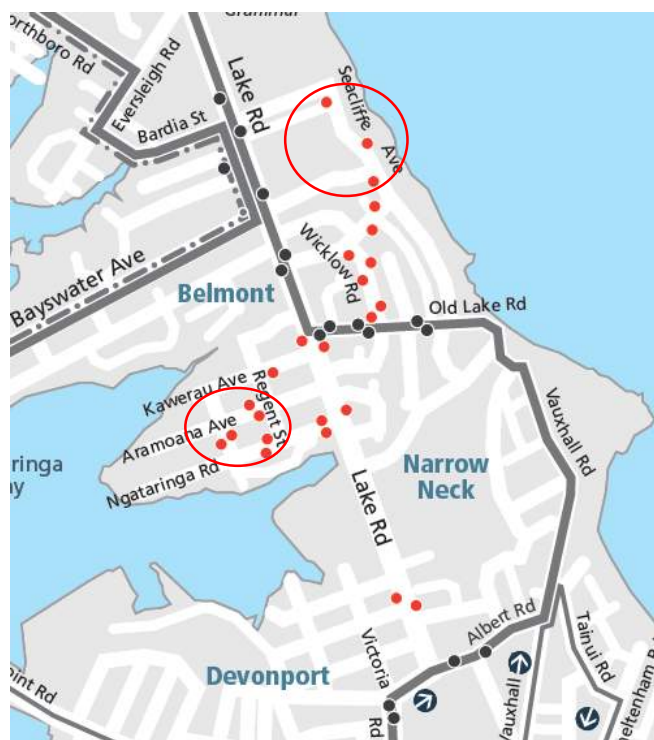 Grammar
orthboro Rd
Eversleigh Rd
Lake Rd
Seacliffe
Ave
Bardia St
Bayswater Ave
Wicklow Rd
Belmont
Old Lake Rd
Kawerau Ave
Regent St
Aramoana Ave
Vauxhall Rd
Ngataringa Rd
aringa
ay
Narrow
Neck
Lake Rd
Albert Rd
Victoria
Rd
Devonport
Tainui Rd
Vauxhall
heltenham R
oint Rd